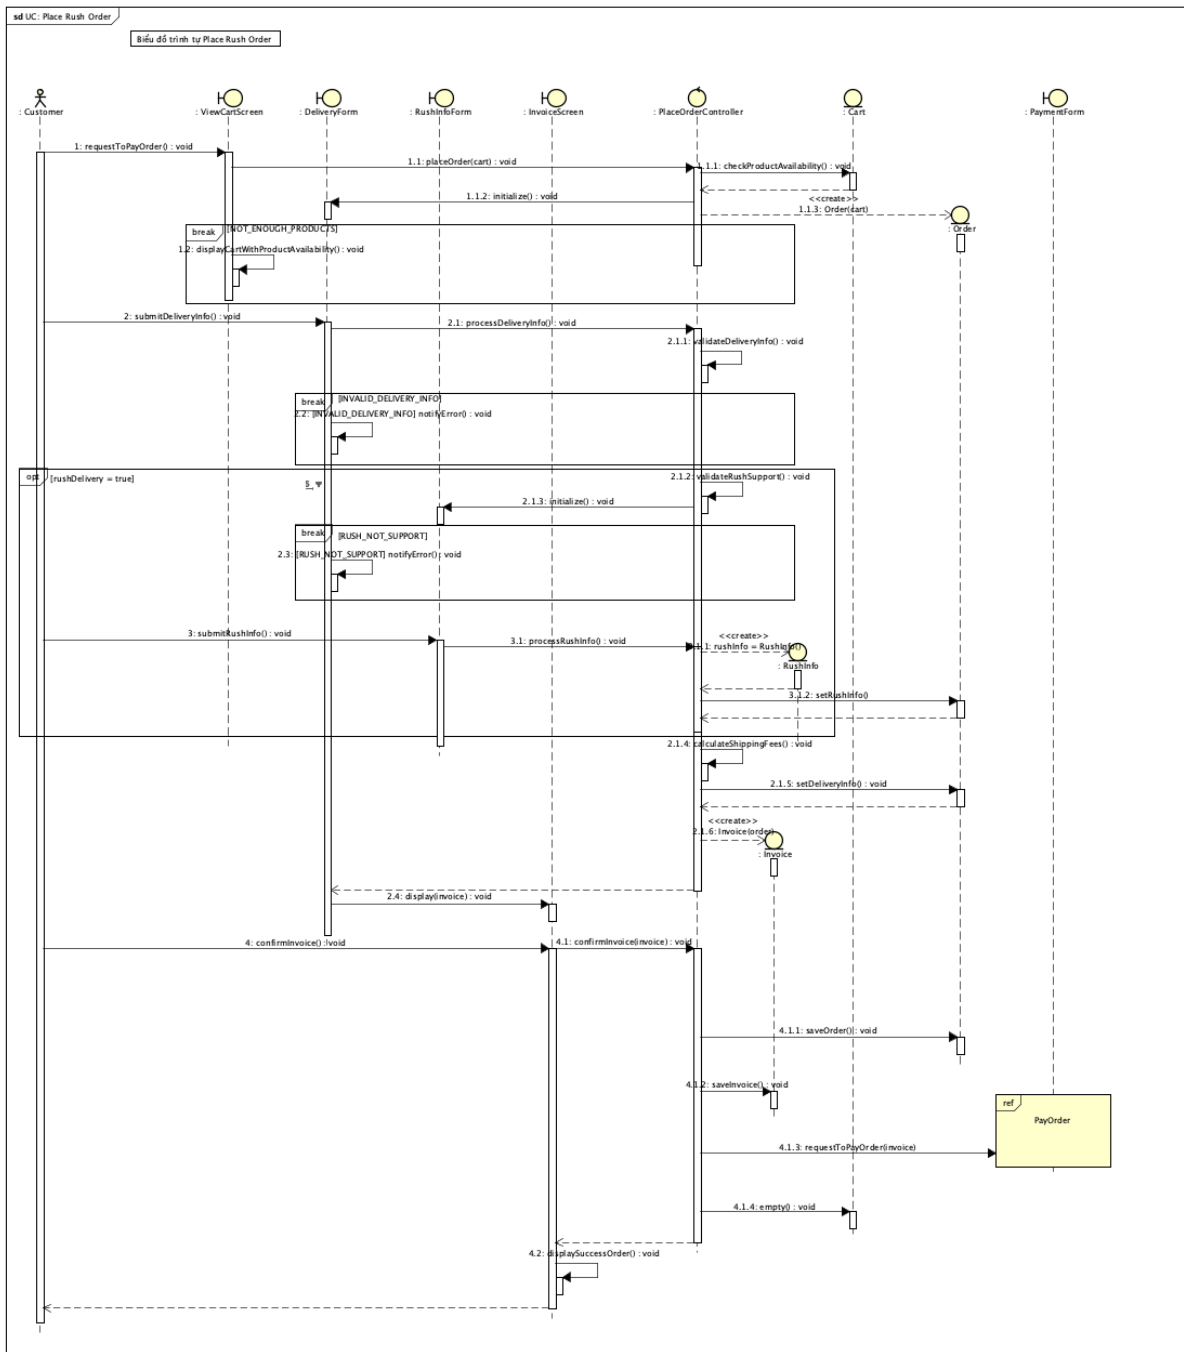 sd UC: Place Rush Order
Biểu đồ trình tự Place Rush Order
: Customer
: ViewCartScreen
: DeliveryForm
: RushInfoForm
: InvoiceScreen
: PlaceOrderController
: Cart
: PaymentForm
1: requestToPayOrder() : void
1.1: placeOrder(cart) : void
1.1.1: checkProductAvailability() : void
1.1.2: initialize() : void
<<create>>
1.1.3: Order(cart)
: Order
break
[NOT_ENOUGH_PRODUCTS]
1.2: displayCartWithProductAvailability() : void
2: submitDeliveryInfo() : void
2.1: processDeliveryInfo() : void
2.1.1: validateDeliveryInfo() : void
break
[INVALID_DELIVERY_INFO]
2.2: [INVALID_DELIVERY_INFO] notifyError() : void
opt
[rushDelivery = true]
2.1.2: validateRushSupport() : void
2.1.3: initialize() : void
break
[RUSH_NOT_SUPPORT]
2.3: [RUSH_NOT_SUPPORT] notifyError() : void
3: submitRushInfo() : void
3.1: processRushInfo() : void
<<create>>
3.1.1: rushInfo = RushInfo()
: RushInfo
3.1.2: setRushInfo()
2.1.4: calculateShippingFees() : void
2.1.5: setDeliveryInfo() : void
<<create>>
2.1.6: Invoice(order)
: Invoice
2.4: display(invoice) : void
4: confirmInvoice() : void
4.1: confirmInvoice(invoice) : void
4.1.1: saveOrder() : void
4.1.2: saveInvoice() : void
ref
PayOrder
4.1.3: requestToPayOrder(invoice)
4.1.4: empty() : void
4.2: displaySuccessOrder() : void